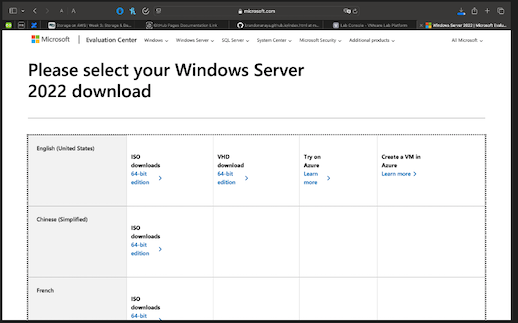 microsoft.com
Storage on AWS: Week 5: Storage & Da
GitHub Pages Documentation
Lab Console - VMware Lab Platform
Windows Server 2022 | Microsoft Evalu...
Microsoft | Evaluation Center Windows Windows Server SQL Server System Center Microsoft Security Additional products All Microsoft
Please select your Windows Server
2022 download
English (United States)
ISO
downloads
64-bit
edition
VHD
download
64-bit
edition
Try on
Azure
Learn
more
Create a VM in
Azure
Learn more
Chinese (Simplified)
ISO
downloads
64-bit
edition
French
ISO
downloads
64-bit